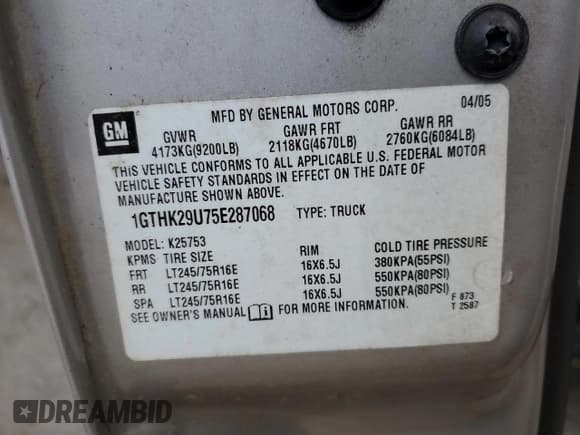 GM
MFD BY GENERAL MOTORS CORP. 04/05
GVWR GAWR FRT GAWR RR
4173KG(9200LB) 2118KG(4670LB) 2760KG(6084LB)
THIS VEHICLE CONFORMS TO ALL APPLICABLE U.S. FEDERAL MOTOR
VEHICLE SAFETY STANDARDS IN EFFECT ON THE DATE OF
MANUFACTURE SHOWN ABOVE.
1GTHK29U75E287068 TYPE: TRUCK
MODEL: K25753
KPMS TIRE SIZE RIM COLD TIRE PRESSURE
FRT LT245/75R16E 16X6.5J 380KPA(55PSI)
RR LT245/75R16E 16X6.5J 550KPA(80PSI)
SPA LT245/75R16E 16X6.5J 550KPA(80PSI)
SEE OWNER'S MANUAL FOR MORE INFORMATION.
F 873
T 2587
DREAMBID